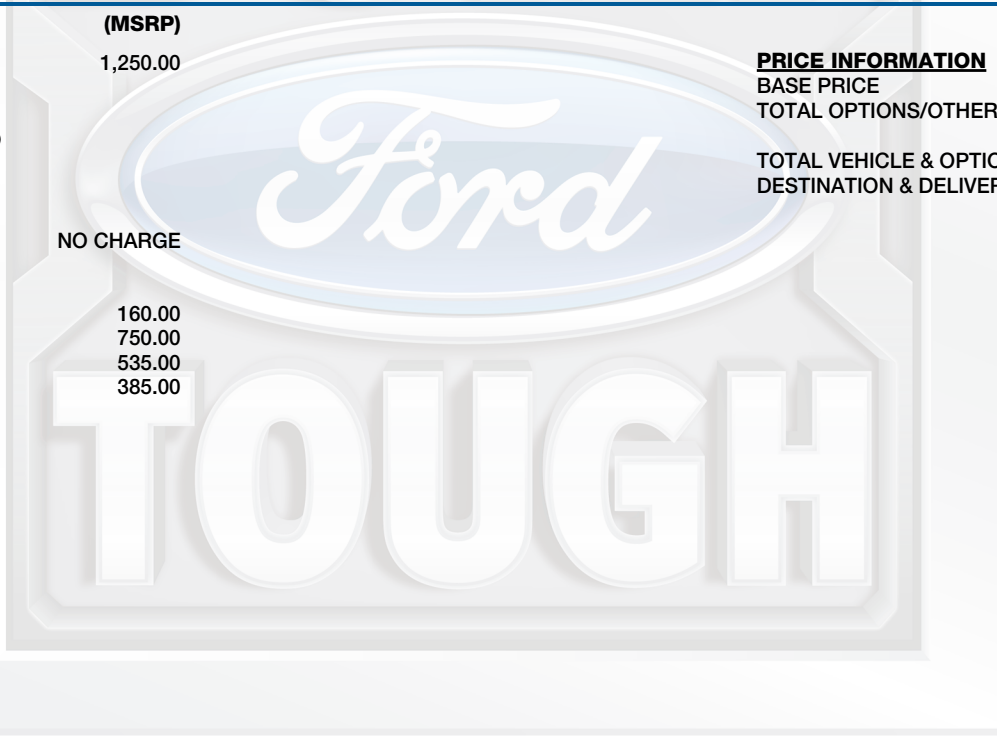 (MSRP)
1,250.00
NO CHARGE
160.00
750.00
535.00
385.00
PRICE INFORMATION
BASE PRICE
TOTAL OPTIONS/OTHER
TOTAL VEHICLE & OPTIO
DESTINATION & DELIVER
Ford
TOUGH